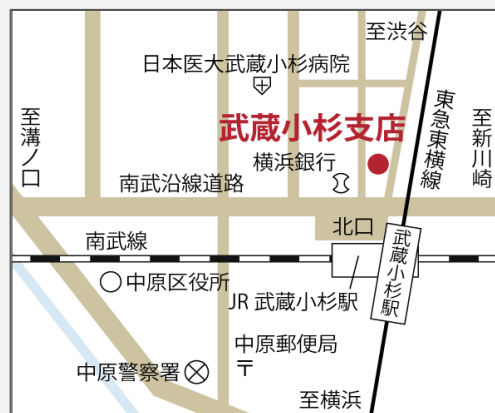 至渋谷
日本医大武蔵小杉病院
武蔵小杉支店
横浜銀行
東急東横線
至新川崎
至溝ノ口
南武沿線道路
北口
南武線
武蔵小杉駅
中原区役所
JR 武蔵小杉駅
中原郵便局
〒
中原警察署
至横浜